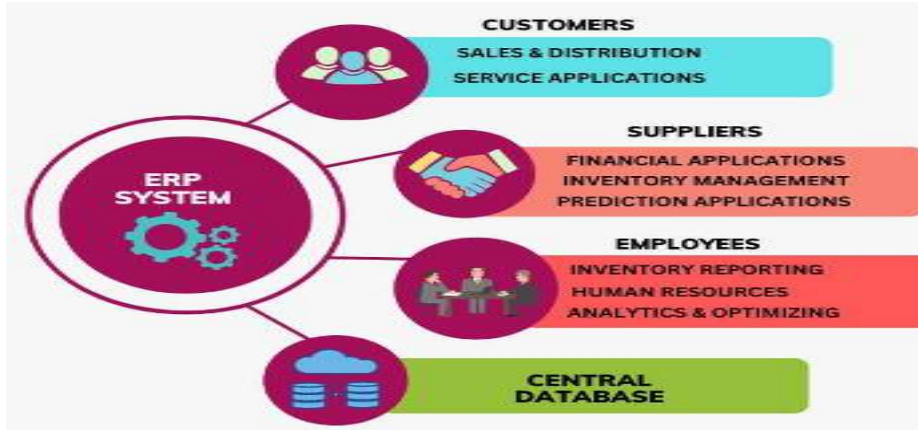 CUSTOMERS
SALES & DISTRIBUTION
SERVICE APPLICATIONS
SUPPLIERS
FINANCIAL APPLICATIONS
INVENTORY MANAGEMENT
PREDICTION APPLICATIONS
ERP
SYSTEM
EMPLOYEES
INVENTORY REPORTING
HUMAN RESOURCES
ANALYTICS & OPTIMIZING
CENTRAL
DATABASE